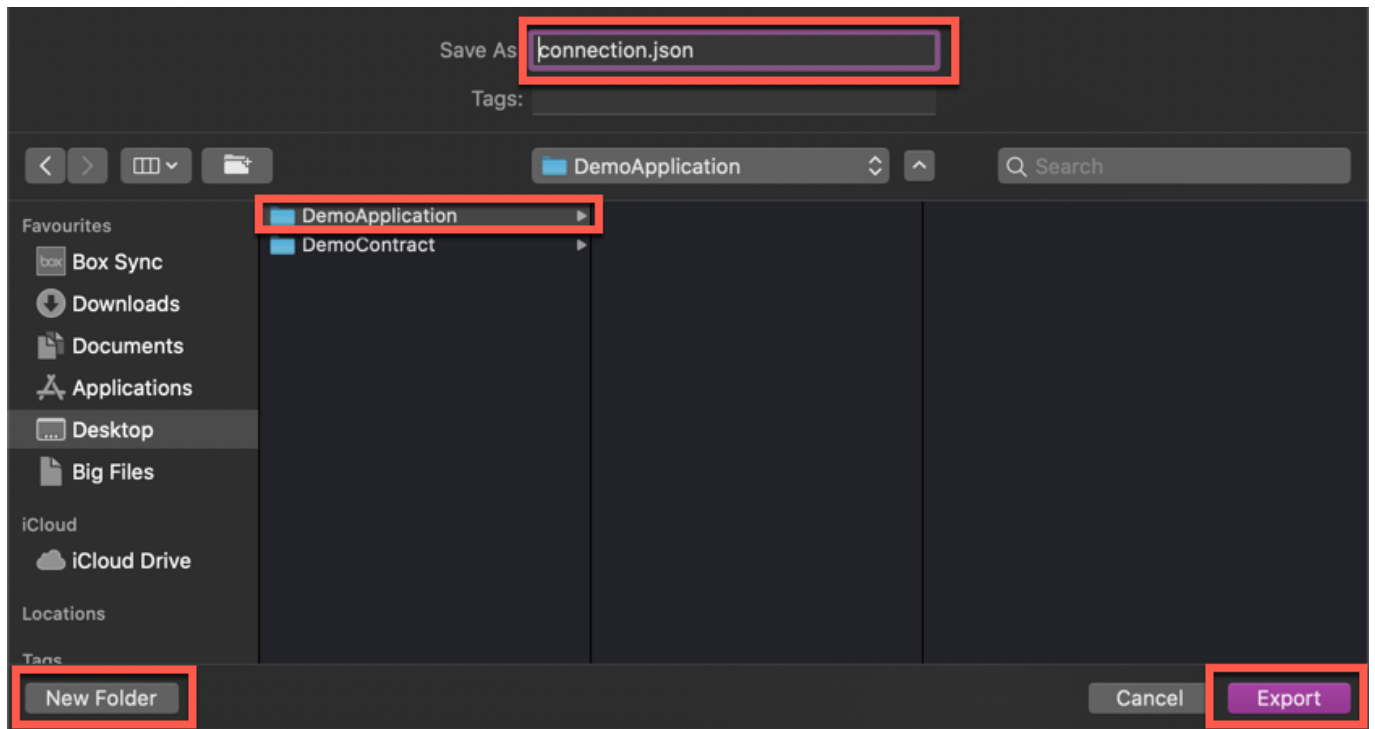 Save As
connection.json
Tags:
DemoApplication
Search
Favourites
box Box Sync
Downloads
Documents
Applications
Desktop
Big Files
iCloud
iCloud Drive
Locations
Tags
DemoApplication
DemoContract
New Folder
Cancel
Export